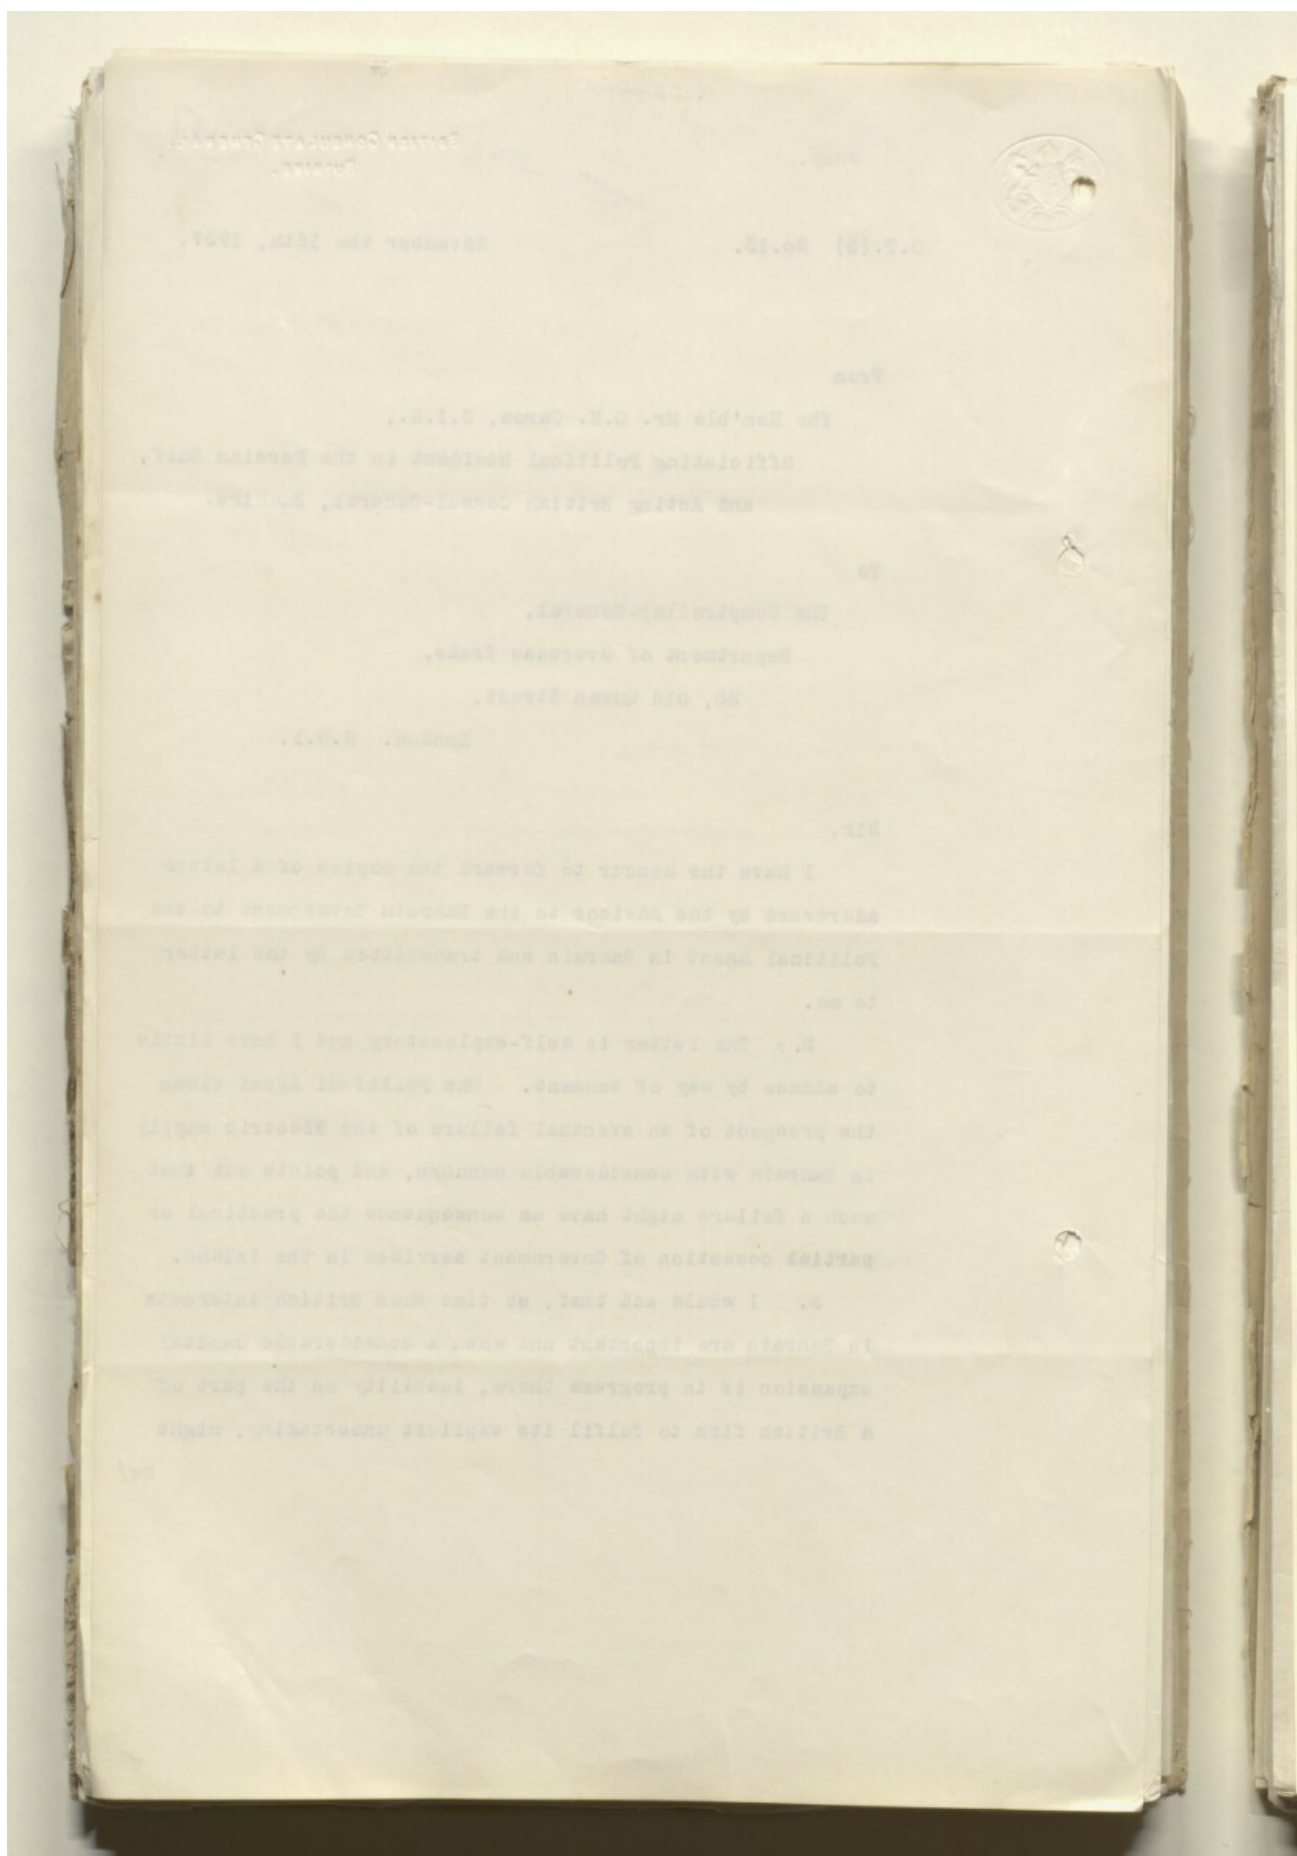 BRITISH CONSULATE GENERAL
BUSHIRE.
Copy.
No.18.
November the 16th, 1937.
From
The Hon'ble Mr. O.K. Caroe, C.I.E.,
Officiating Political Resident in the Persian Gulf,
and Acting British Consul-General, Bushire.
To
The Comptroller-General,
Department of Overseas Trade,
35, Old Queen Street,
London. S.W.1.
Sir,
I have the honour to forward two copies of a letter
addressed by the Adviser to the Bahrain Government to the
Political Agent in Bahrain and transmitted by the latter
to me.
2. The letter is self-explanatory and I have little
to adduce by way of comment. The Political Agent views
the prospect of an eventual failure of the electric supply
in Bahrain with considerable concern, and points out that
such a failure might have as consequence the practical or
partial cessation of Government services in the Island.
3. I would add that, at time when British interests
in Bahrain are important and when a considerable capital
expansion is in progress there, inability on the part of
a British firm to fulfil its explicit undertaking, might
be/